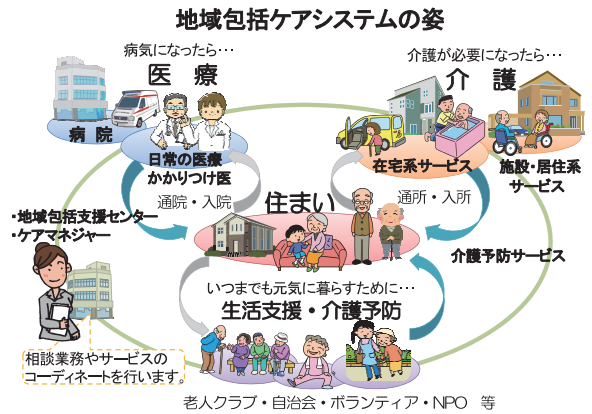 地域包括ケアシステムの姿
病気になったら･･･
医 療
介護が必要になったら･･･
介 護
病 院
日常の医療
かかりつけ医
在宅系サービス
施設・居住系
サービス
通院・入院
住まい
通所・入所
・地域包括支援センター
・ケアマネジャー
介護予防サービス
いつまでも元気に暮らすために･･･
生活支援・介護予防
相談業務やサービスの
コーディネートを行います。
老人クラブ・自治会・ボランティア・NPO 等